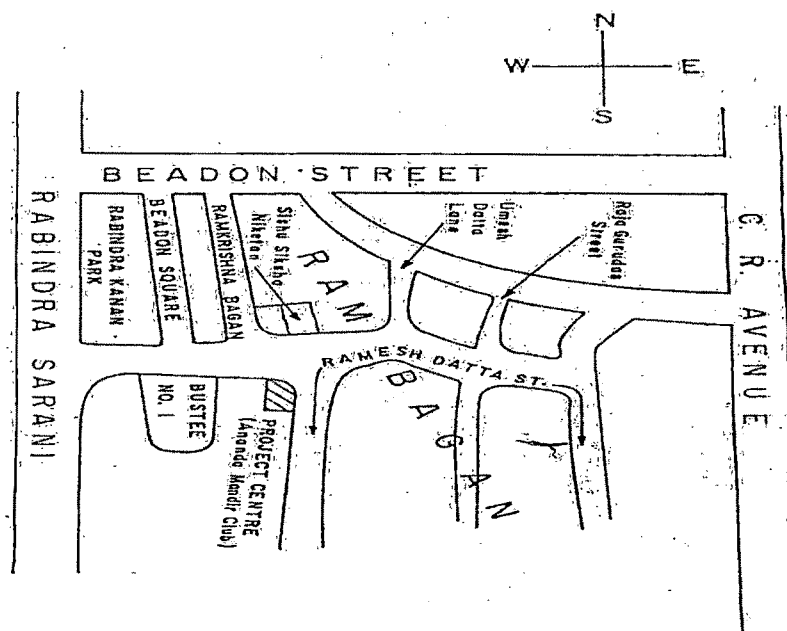 N
W E
S
BEADON STREET
RABINDRA SARANI
RABINDRA KANAN
PARK
BEADON SQUARE
RAMKRISHNA BAGAN
Sishu Siksha
Niketan
RAM
Umesh
Datta
Lane
Raja Gurudas
Street
C. R. AVENUE
RAMESH DATTA ST.
BAGAN
BUSTEE
NO. 1
PROJECT CENTRE
(Ananda Mandir Club)